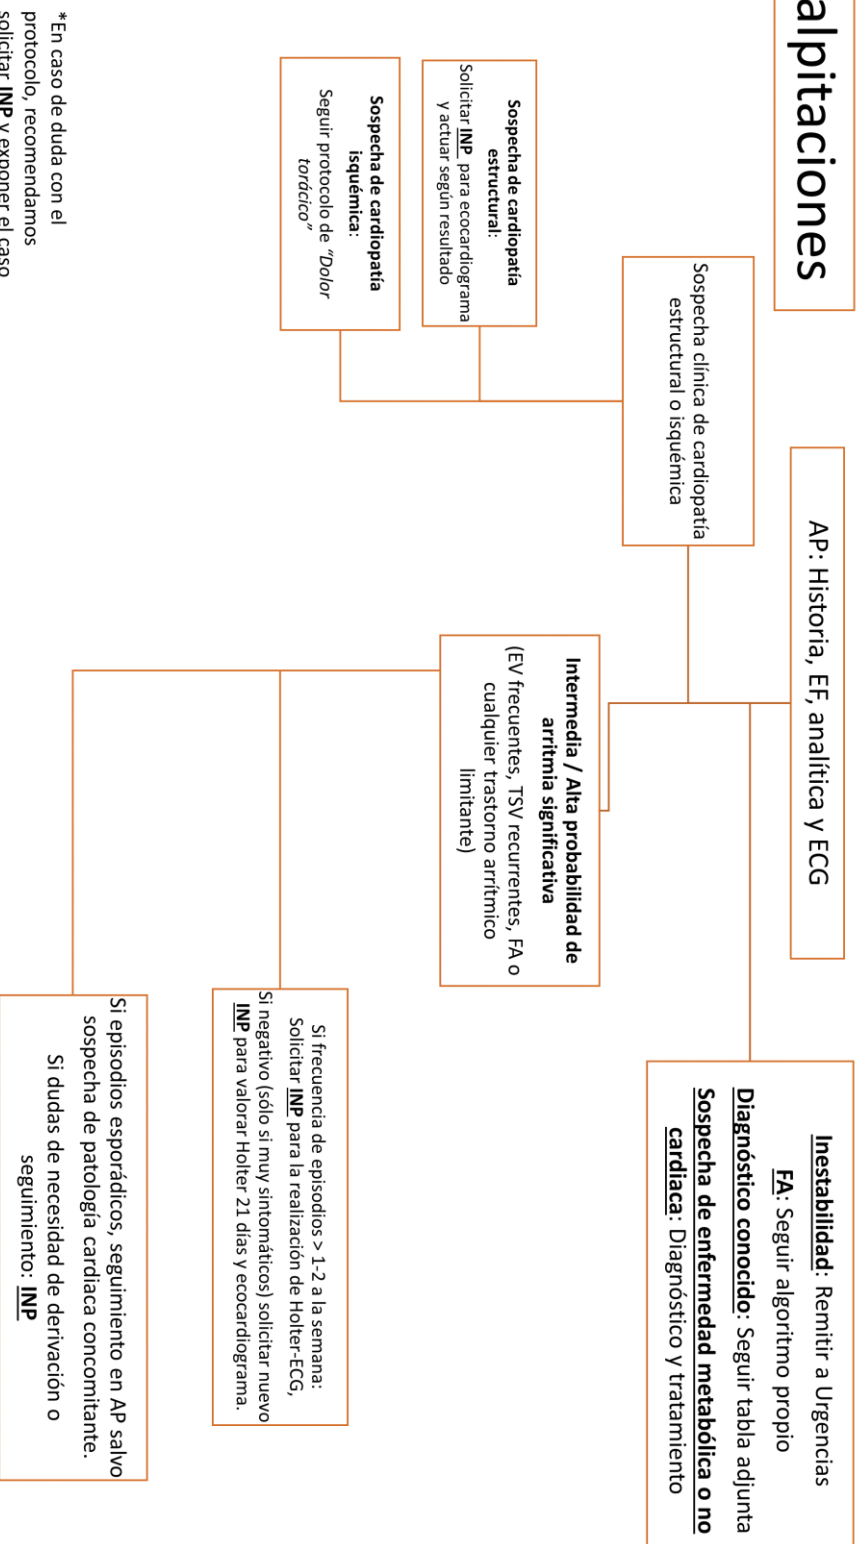 alpitaciones
AP: Historia, EF, analítica y ECG
Inestabilidad: Remitir a Urgencias
FA: Seguir algoritmo propio
Diagnóstico conocido: Seguir tabla adjunta
Sospecha de enfermedad metabólica o no
cardiaca: Diagnóstico y tratamiento
Sospecha clínica de cardiopatía
estructural o isquémica
Sospecha de cardiopatía
estructural:
Solicitar INP para ecocardiograma
y actuar según resultado
Sospecha de cardiopatía
isquémica:
Seguir protocolo de "Dolor
torácico"
Intermedia / Alta probabilidad de
arritmia significativa
(EV frecuentes, TSV recurrentes, FA o
cualquier trastorno arrítmico
limitante)
Si frecuencia de episodios > 1-2 a la semana:
Solicitar INP para la realización de Holter-ECG,
Si negativo (sólo si muy sintomáticos) solicitar nuevo
INP para valorar Holter 21 días y ecocardiograma.
Si episodios esporádicos, seguimiento en AP salvo
sospecha de patología cardiaca concomitante.
Si dudas de necesidad de derivación o
seguimiento: INP
*En caso de duda con el
protocolo, recomendamos
solicitar INP y exponer el caso